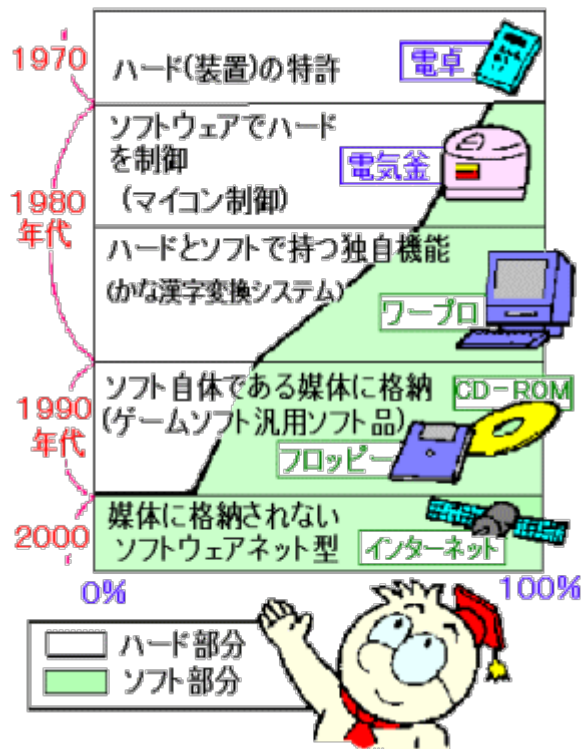 1970
ハード(装置)の特許
電卓
ソフトウェアでハード
を制御
(マイコン制御)
電気釜
1980
年代
ハードとソフトで持つ独自機能
(かな漢字変換システム)
ワープロ
1990
年代
ソフト自体である媒体に格納
(ゲームソフト汎用ソフト品)
CD-ROM
フロッピー
2000
媒体に格納されない
ソフトウェアネット型
インターネット
0%
100%
ハード部分
ソフト部分